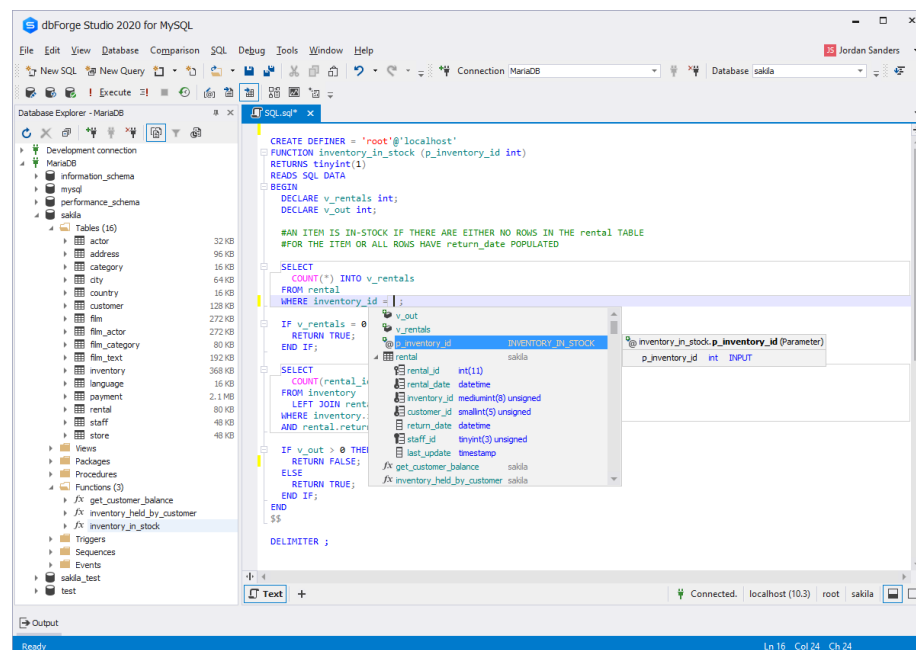 dbForge Studio 2020 for MySQL
File Edit View Database Comparison SQL Debug Tools Window Help
JS Jordan Sanders
New SQL New Query Connection MariaDB Database sakila
Execute
Database Explorer - MariaDB
SQL.sql*
Development connection
MariaDB
information_schema
mysql
performance_schema
sakila
Tables (16)
actor 32 KB
address 96 KB
category 16 KB
city 64 KB
country 16 KB
customer 128 KB
film 272 KB
film_actor 272 KB
film_category 80 KB
film_text 192 KB
inventory 368 KB
language 16 KB
payment 2.1 MB
rental 80 KB
staff 48 KB
store 48 KB
Views
Packages
Procedures
Functions (3)
fx get_customer_balance
fx inventory_held_by_customer
fx inventory_in_stock
Triggers
Sequences
Events
sakila_test
test
CREATE DEFINER = 'root'@'localhost'
FUNCTION inventory_in_stock (p_inventory_id int)
RETURNS tinyint(1)
READS SQL DATA
BEGIN
DECLARE v_rentals int;
DECLARE v_out int;
#AN ITEM IS IN-STOCK IF THERE ARE EITHER NO ROWS IN THE rental TABLE
#FOR THE ITEM OR ALL ROWS HAVE return_date POPULATED
SELECT
COUNT(*) INTO v_rentals
FROM rental
WHERE inventory_id = ;
IF v_rentals = 0
RETURN TRUE;
END IF;
SELECT
COUNT(rental_id
FROM inventory
LEFT JOIN renta
WHERE inventory.
AND rental.retur
IF v_out > 0 THE
RETURN FALSE;
ELSE
RETURN TRUE;
END IF;
END
$$
DELIMITER ;
v_out
v_rentals
p_inventory_id INVENTORY_IN_STOCK
rental sakila
rental_id int(11)
rental_date datetime
inventory_id mediumint(8) unsigned
customer_id smallint(5) unsigned
return_date datetime
staff_id tinyint(3) unsigned
last_update timestamp
fx get_customer_balance sakila
fx inventory_held_by_customer sakila
inventory_in_stock.p_inventory_id (Parameter)
p_inventory_id int INPUT
Text +
Connected. localhost (10.3) root sakila
Output
Ready
Ln 16 Col 24 Ch 24